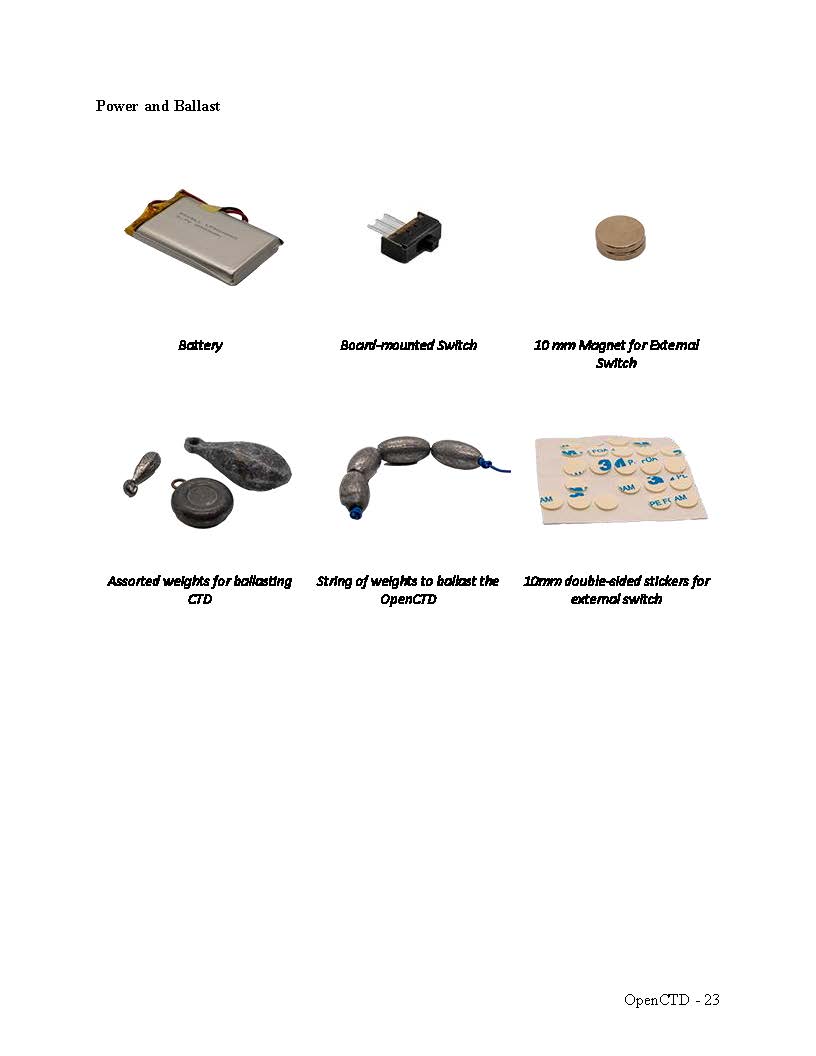 Power and Ballast
Battery
Board-mounted Switch
10 mm Magnet for External
Switch
3M
Assorted weights for ballasting
CTD
String of weights to ballast the
OpenCTD
10mm double-sided stickers for
external switch
OpenCTD - 23